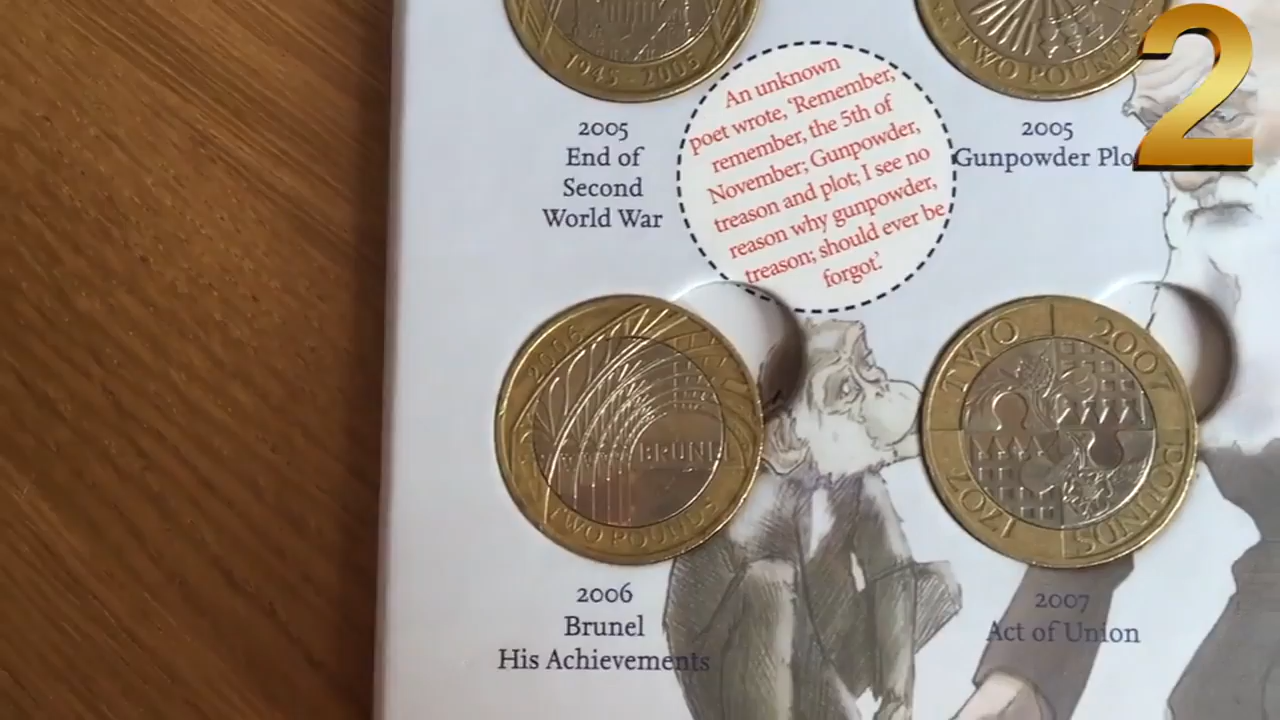 2
1945 - 2005
TWO POUNDS
2005
End of
Second
World War
An unknown
poet wrote, 'Remember,
remember, the 5th of
November; Gunpowder,
treason and plot; I see no
reason why gunpowder,
treason; should ever be
forgot'.
2005
Gunpowder Plo
2006
BRUNEL
TWO POUNDS
TWO
2007
POUNDS
1707
2006
Brunel
His Achievements
2007
Act of Union